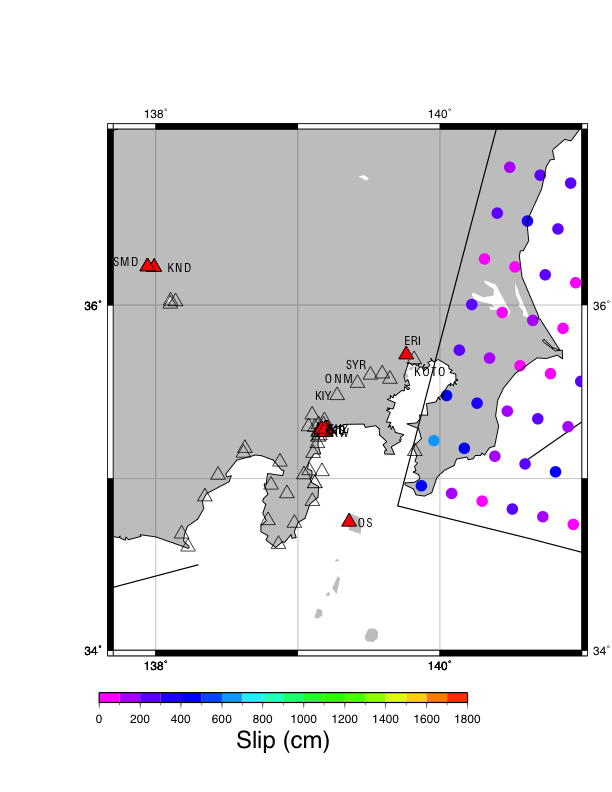 138° 140°
SMD KND
36° 36°
ERI
SYR KOTO
ONM
KIY
OS
34° 34°
138° 140°
0 200 400 600 800 1000 1200 1400 1600 1800
Slip (cm)